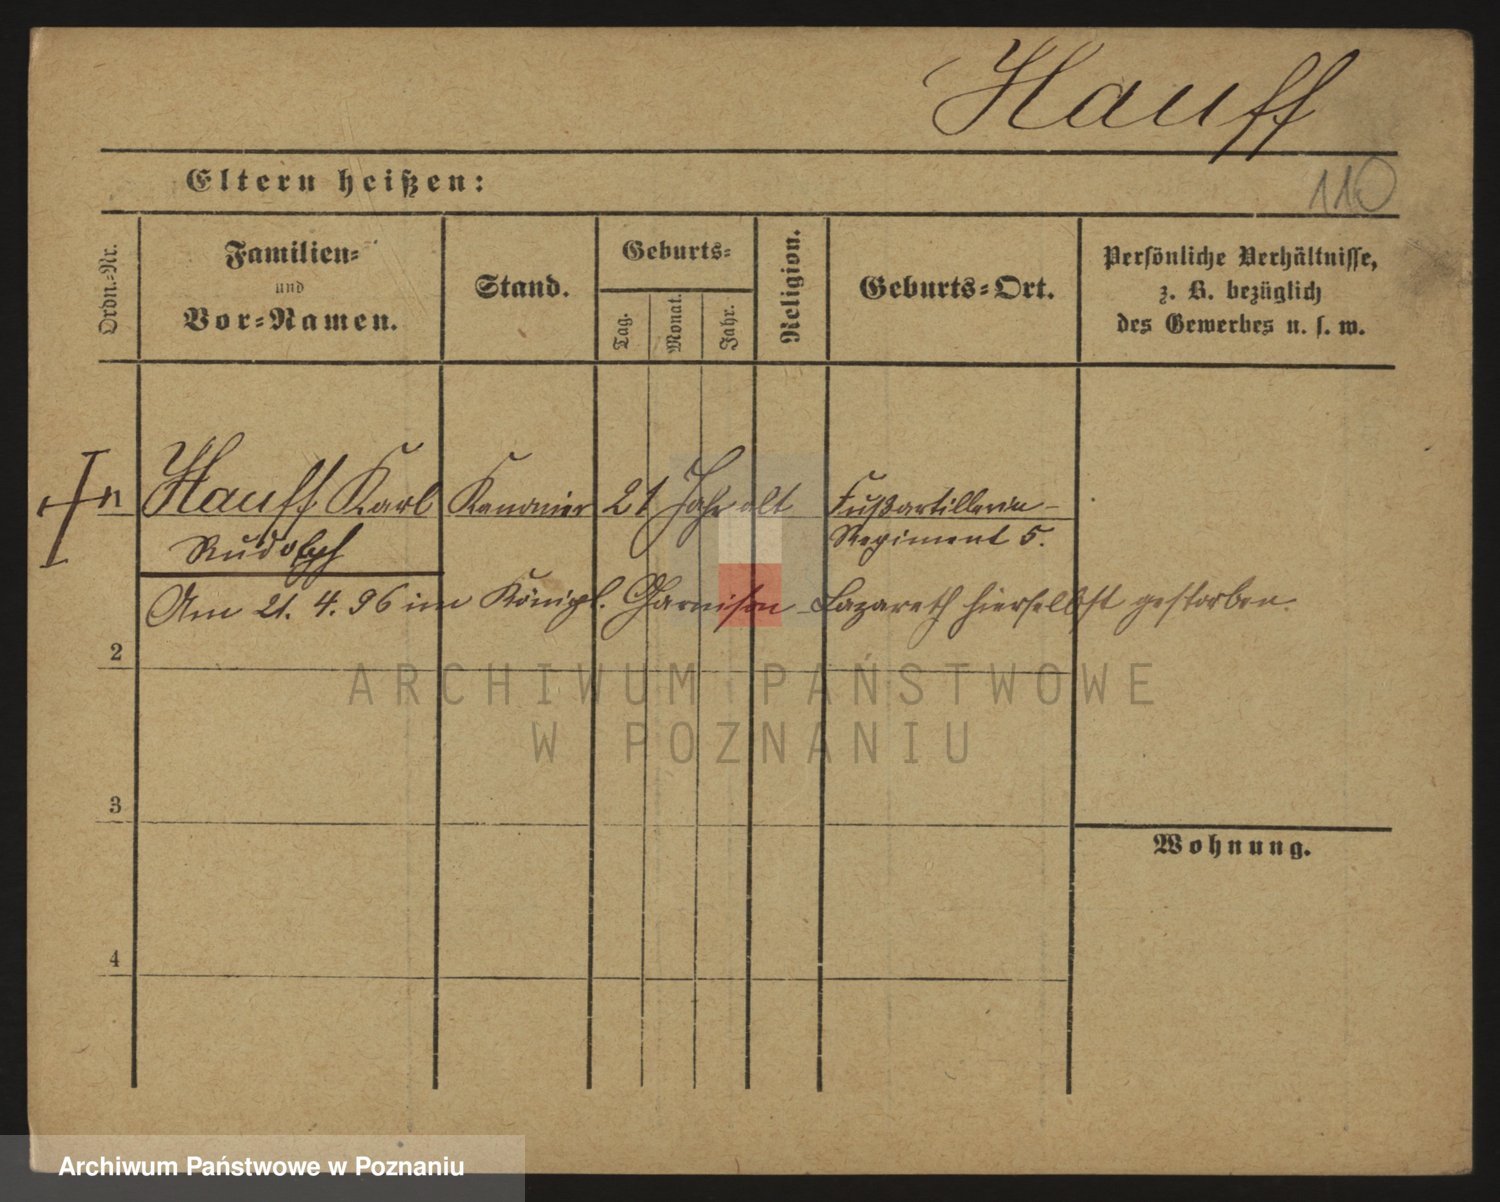 Hauff
110
Eltern heißen:
Ordn.-Nr.
Familien-
und
Vor-Namen.
Stand.
Geburts-
Tag.
Monat.
Jahr.
Religion.
Geburts-Ort.
Persönliche Verhältnisse,
z. B. bezüglich
des Gewerbes u. s. w.
Hauff Karl Kanonier 21 Jahr alt Fußartillerie-
Rudolph Regiment 5.
Am 21. 4. 96 im Königl. Garnison-Lazareth hierselbst gestorben.
2
ARCHIWUM PAŃSTWOWE
W POZNANIU
3
Wohnung.
4
Archiwum Państwowe w Poznaniu